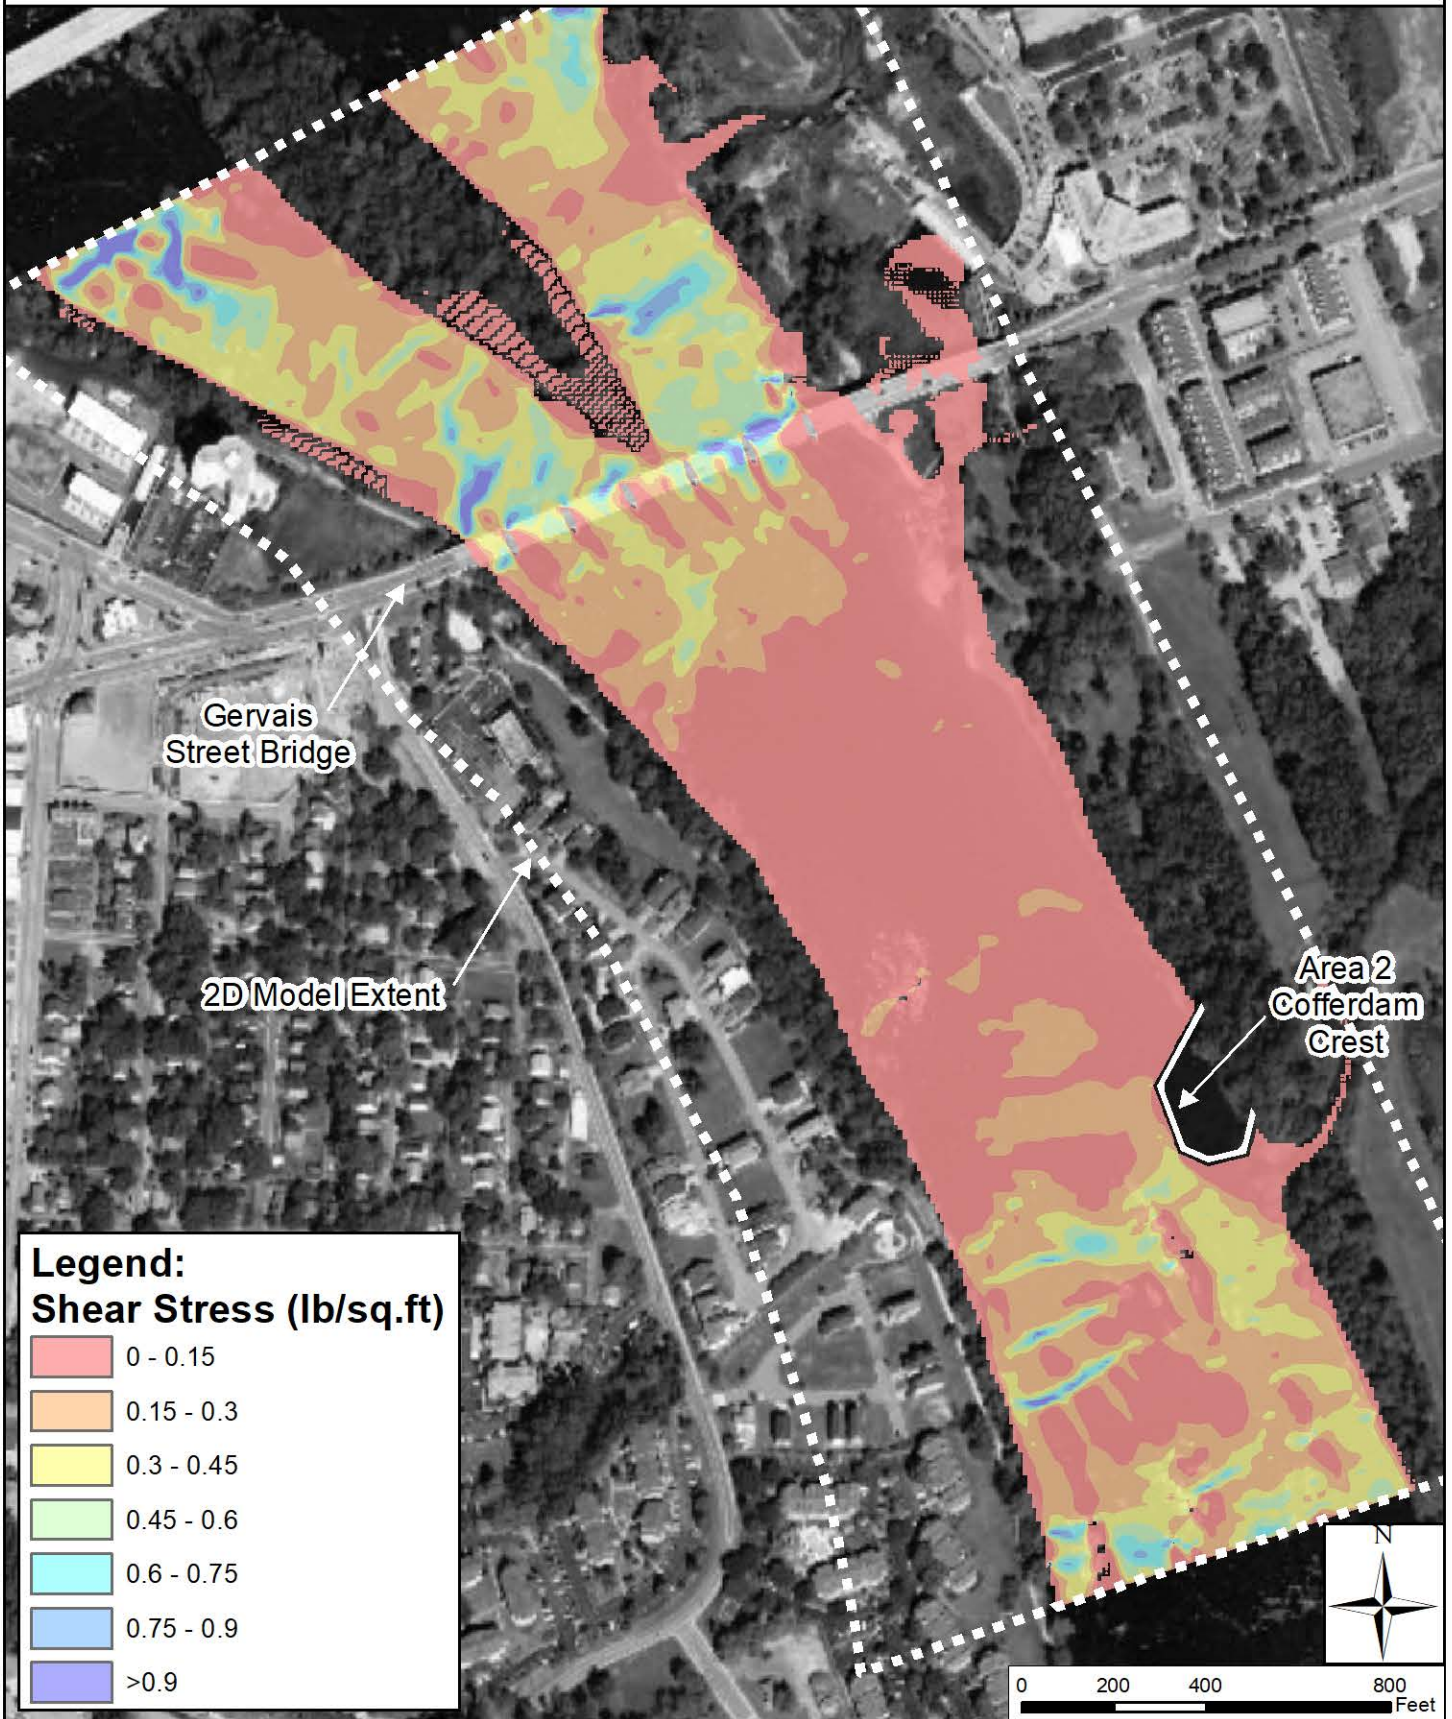 Gervais
Street Bridge
2D Model Extent
Area 2
Cofferdam
Crest
Legend:
Shear Stress (lb/sq.ft)
0 - 0.15
0.15 - 0.3
0.3 - 0.45
0.45 - 0.6
0.6 - 0.75
0.75 - 0.9
>0.9
N
0 200 400 800
Feet